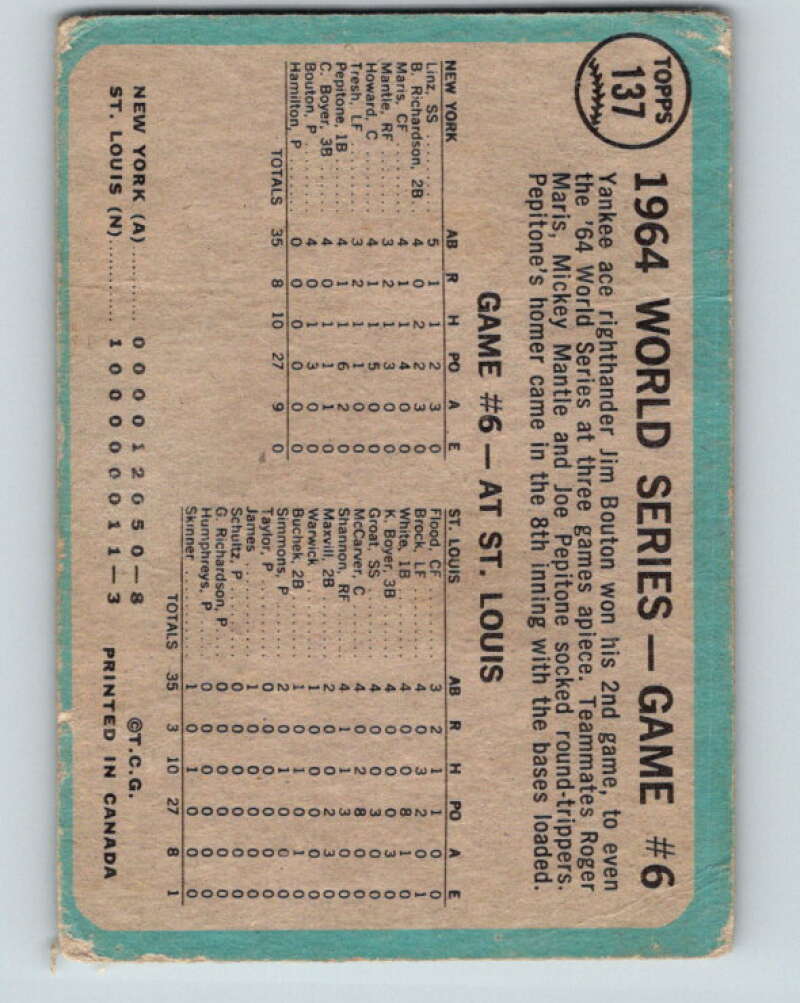 TOPPS
137
1964 WORLD SERIES — GAME #6
Yankee ace righthander Jim Bouton won his 2nd game, to even
the '64 World Series at three games apiece. Teammates Roger
Maris, Mickey Mantle and Joe Pepitone socked round-trippers.
Pepitone's homer came in the 8th inning with the bases loaded.
GAME #6 — AT ST. LOUIS
NEW YORK AB R H PO A E
Linz, SS ........ 5 1 1 2 3 0
B. Richardson, 2B .. 4 0 2 2 3 0
Maris, CF ........ 4 1 1 4 0 0
Mantle, RF ....... 3 2 1 3 0 0
Howard, C ........ 4 1 1 5 0 0
Tresh, LF ........ 3 2 1 1 0 0
Pepitone, 1B ...... 4 1 1 6 2 0
C. Boyer, 3B ...... 4 0 1 1 1 0
Bouton, P ........ 4 0 1 3 0 0
Hamilton, P ....... 0 0 0 0 0 0
TOTALS 35 8 10 27 9 0
ST. LOUIS AB R H PO A E
Flood, CF ........ 3 2 1 1 0 0
Brock, LF ........ 4 0 3 2 0 1
White, 1B ........ 4 0 0 8 1 0
K. Boyer, 3B ...... 4 0 0 0 3 0
Groat, SS ........ 4 0 0 3 0 0
McCarver, C ....... 4 0 2 8 0 0
Shannon, RF ....... 4 1 1 3 0 0
Maxvill, 2B ....... 2 0 0 2 3 0
Warwick ......... 1 0 0 0 0 0
Buchek, 2B ........ 1 0 1 0 1 0
Simmons, P ....... 2 0 1 0 0 0
Taylor, P ........ 0 0 0 0 0 0
James .......... 1 0 0 0 0 0
Schultz, P ....... 0 0 0 0 0 0
G. Richardson, P .. 0 0 0 0 0 0
Humphreys, P ...... 0 0 0 0 0 0
Skinner ......... 1 0 1 0 0 0
TOTALS 35 3 10 27 8 1
NEW YORK (A) ........... 0 0 0 0 1 2 0 5 0 — 8
ST. LOUIS (N) ........... 1 0 0 0 0 0 0 1 1 — 3
©T.C.G.
PRINTED IN CANADA